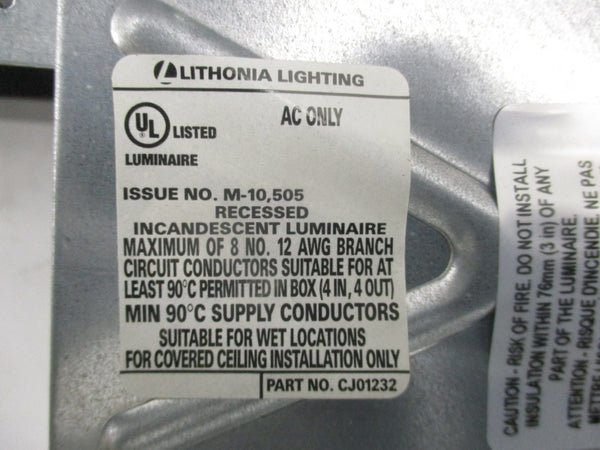 LITHONIA LIGHTING
UL LISTED
AC ONLY
LUMINAIRE
ISSUE NO. M-10,505
RECESSED
INCANDESCENT LUMINAIRE
MAXIMUM OF 8 NO. 12 AWG BRANCH
CIRCUIT CONDUCTORS SUITABLE FOR AT
LEAST 90°C PERMITTED IN BOX (4 IN, 4 OUT)
MIN 90°C SUPPLY CONDUCTORS
SUITABLE FOR WET LOCATIONS
FOR COVERED CEILING INSTALLATION ONLY
PART NO. CJ01232
CAUTION - RISK OF FIRE. DO NOT INSTALL
INSULATION WITHIN 76mm (3 in) OF ANY
PART OF THE LUMINAIRE.
ATTENTION - RISQUE D'INCENDIE. NE PAS
METTRE